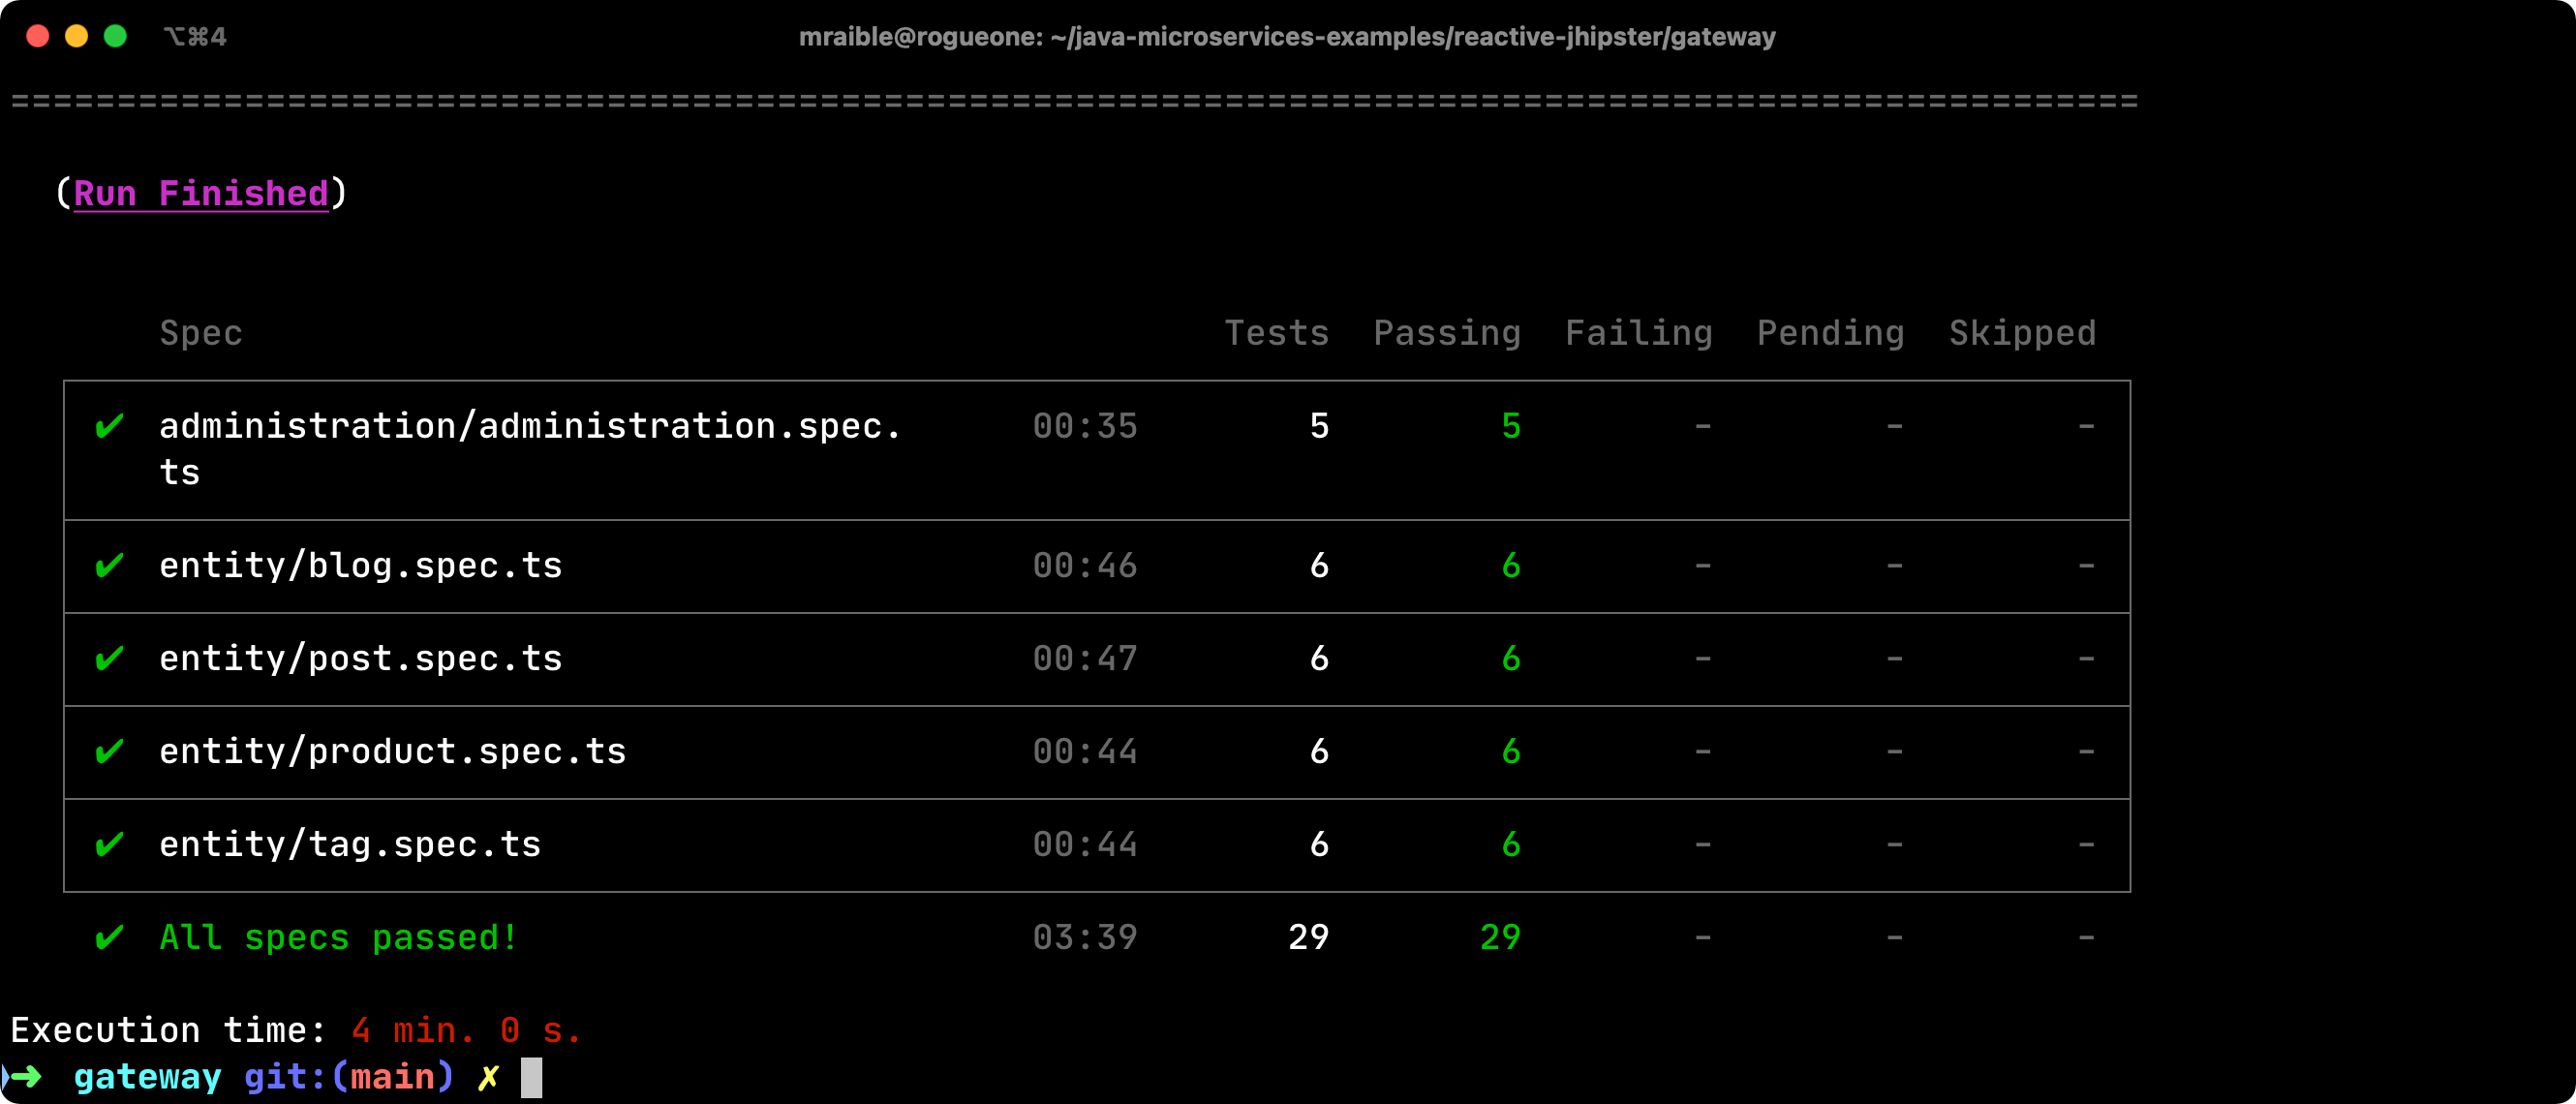 ⌥⌘4 mraible@rogueone: ~/java-microservices-examples/reactive-jhipster/gateway
====================================================================================================
(Run Finished)
Spec Tests Passing Failing Pending Skipped
✔ administration/administration.spec. 00:35 5 5 - - -
ts
✔ entity/blog.spec.ts 00:46 6 6 - - -
✔ entity/post.spec.ts 00:47 6 6 - - -
✔ entity/product.spec.ts 00:44 6 6 - - -
✔ entity/tag.spec.ts 00:44 6 6 - - -
✔ All specs passed! 03:39 29 29 - - -
Execution time: 4 min. 0 s.
➜ gateway git:(main) ✗